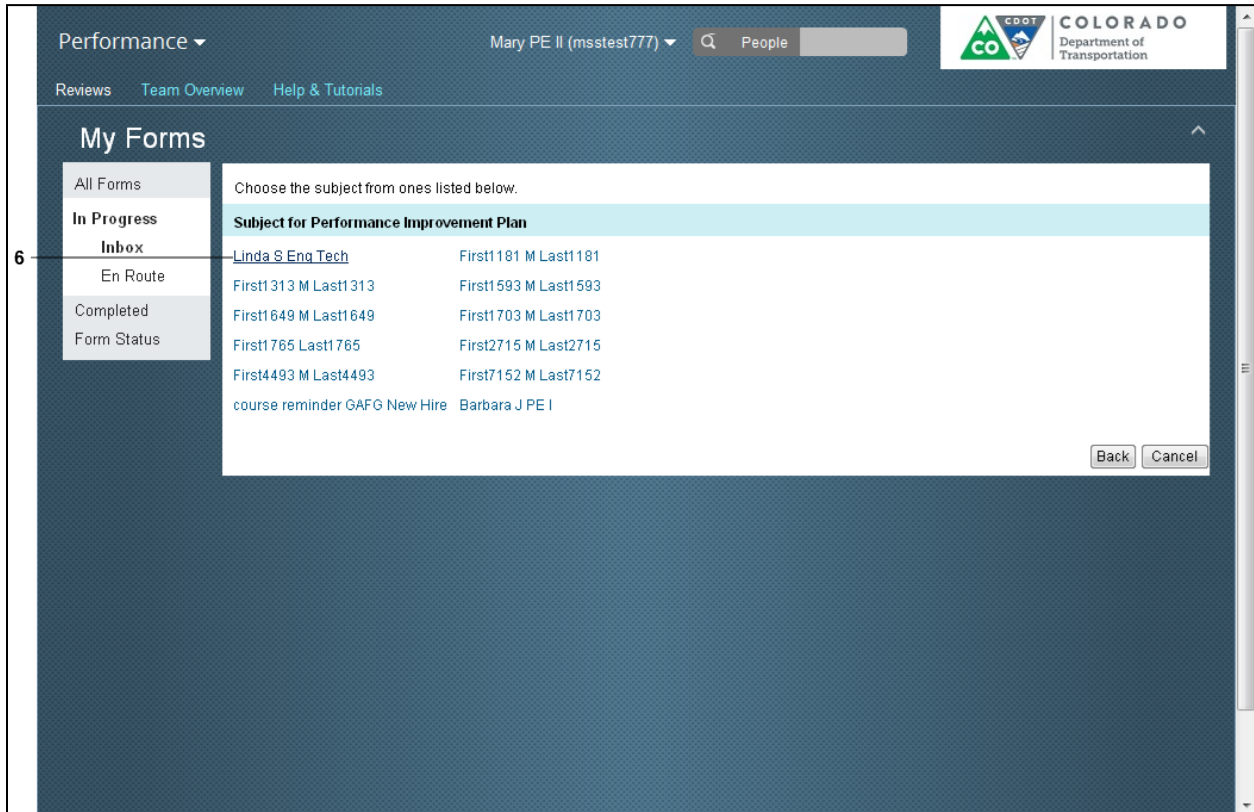 Performance
Mary PE II (msstest777)
People
CDOT
CO
COLORADO
Department of
Transportation
Reviews Team Overview Help & Tutorials
My Forms
All Forms
In Progress
Inbox
En Route
Completed
Form Status
Choose the subject from ones listed below.
Subject for Performance Improvement Plan
6
Linda S Eng Tech First1181 M Last1181
First1313 M Last1313 First1593 M Last1593
First1649 M Last1649 First1703 M Last1703
First1765 Last1765 First2715 M Last2715
First4493 M Last4493 First7152 M Last7152
course reminder GAFG New Hire Barbara J PE I
Back Cancel